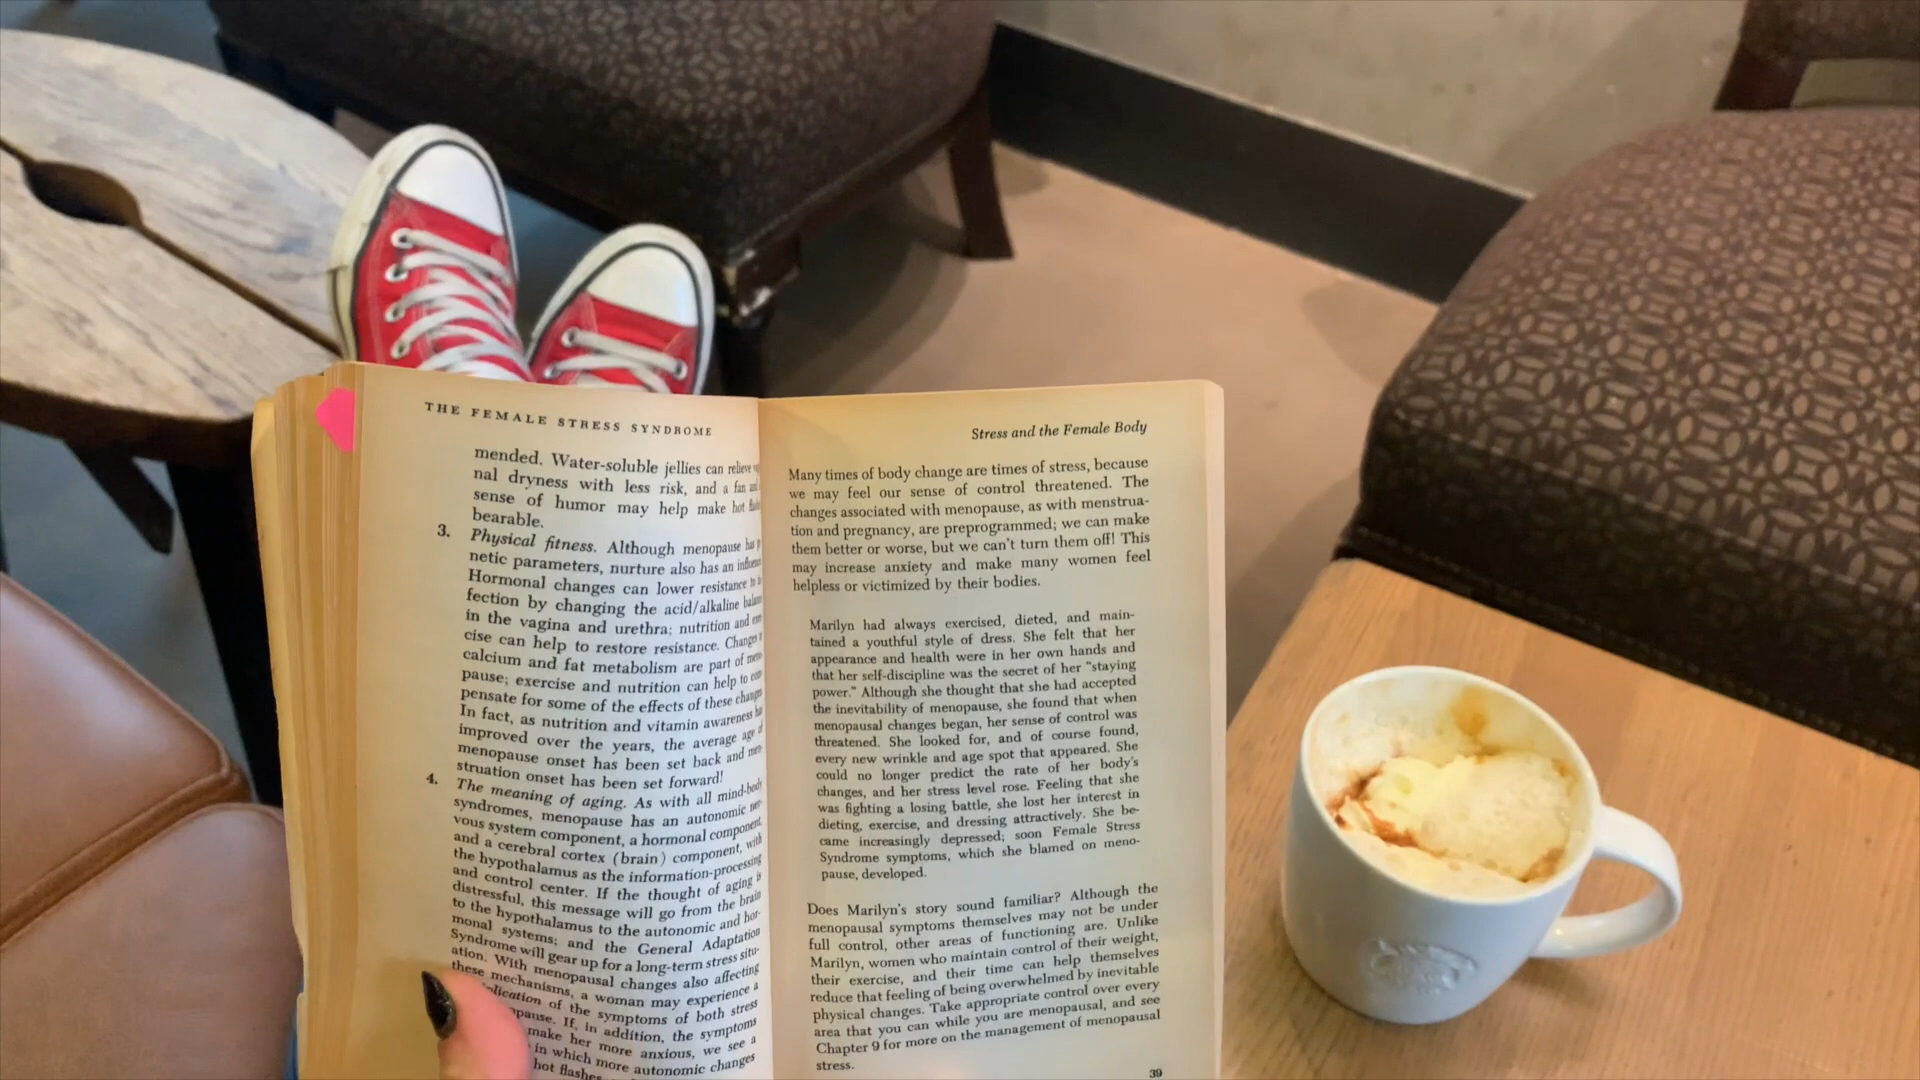 THE FEMALE STRESS SYNDROME
mended. Water-soluble jellies can relieve
nal dryness with less risk, and a fan and
sense of humor may help make hot
bearable.
3. Physical fitness. Although menopause has
netic parameters, nurture also has an
Hormonal changes can lower resistance to
fection by changing the acid/alkaline
in the vagina and urethra; nutrition and
cise can help to restore resistance. Changes
calcium and fat metabolism are part of
pause; exercise and nutrition can help to
pensate for some of the effects of these
In fact, as nutrition and vitamin awareness
improved over the years, the average age of
menopause onset has been set back and men-
struation onset has been set forward!
4. The meaning of aging. As with all mind-body
syndromes, menopause has an autonomic ner-
vous system component, a hormonal component,
and a cerebral cortex (brain) component, with
the hypothalamus as the information-processing
and control center. If the thought of aging is
distressful, this message will go from the brain
to the hypothalamus to the autonomic and hor-
monal systems; and the General Adaptation
Syndrome will gear up for a long-term stress situ-
ation. With menopausal changes also affecting
these mechanisms, a woman may experience a
of the symptoms of both stress
If, in addition, the symptoms
make her more anxious, we see a
in which more autonomic changes
hot flashes
Stress and the Female Body
Many times of body change are times of stress, because
we may feel our sense of control threatened. The
changes associated with menopause, as with menstrua-
tion and pregnancy, are preprogrammed; we can make
them better or worse, but we can't turn them off! This
may increase anxiety and make many women feel
helpless or victimized by their bodies.
Marilyn had always exercised, dieted, and main-
tained a youthful style of dress. She felt that her
appearance and health were in her own hands and
that her self-discipline was the secret of her "staying
power." Although she thought that she had accepted
the inevitability of menopause, she found that when
menopausal changes began, her sense of control was
threatened. She looked for, and of course found,
every new wrinkle and age spot that appeared. She
could no longer predict the rate of her body's
changes, and her stress level rose. Feeling that she
was fighting a losing battle, she lost her interest in
dieting, exercise, and dressing attractively. She be-
came increasingly depressed; soon Female Stress
Syndrome symptoms, which she blamed on meno-
pause, developed.
Does Marilyn's story sound familiar? Although the
menopausal symptoms themselves may not be under
full control, other areas of functioning are. Unlike
Marilyn, women who maintain control of their weight,
their exercise, and their time can help themselves
reduce that feeling of being overwhelmed by inevitable
physical changes. Take appropriate control over every
area that you can while you are menopausal, and see
Chapter 9 for more on the management of menopausal
stress.
39